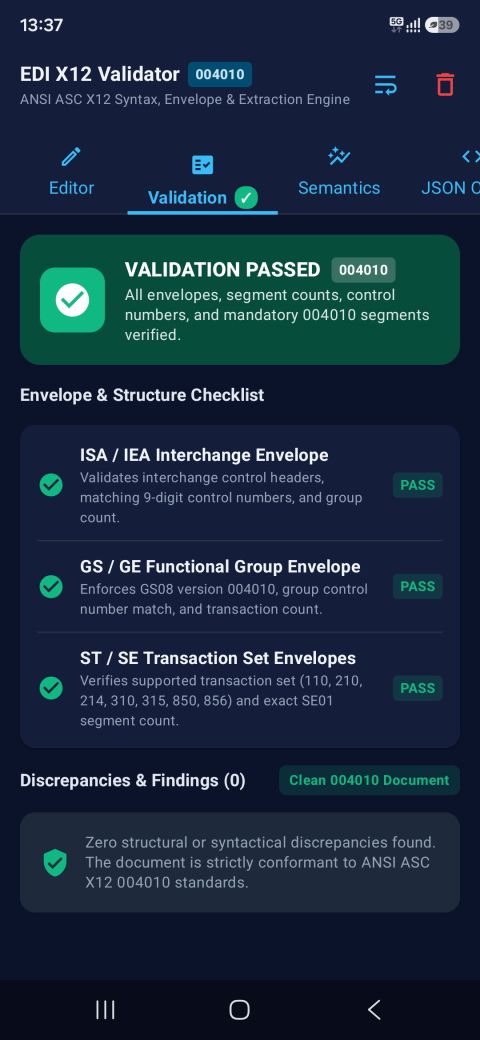 13:37
5G
39
EDI X12 Validator 004010
ANSI ASC X12 Syntax, Envelope & Extraction Engine
Editor
Validation
Semantics
JSON
VALIDATION PASSED 004010
All envelopes, segment counts, control
numbers, and mandatory 004010 segments
verified.
Envelope & Structure Checklist
ISA / IEA Interchange Envelope
Validates interchange control headers,
matching 9-digit control numbers, and group
count.
PASS
GS / GE Functional Group Envelope
Enforces GS08 version 004010, group control
number match, and transaction count.
PASS
ST / SE Transaction Set Envelopes
Verifies supported transaction set (110, 210,
214, 310, 315, 850, 856) and exact SE01
segment count.
PASS
Discrepancies & Findings (0)
Clean 004010 Document
Zero structural or syntactical discrepancies found.
The document is strictly conformant to ANSI ASC
X12 004010 standards.